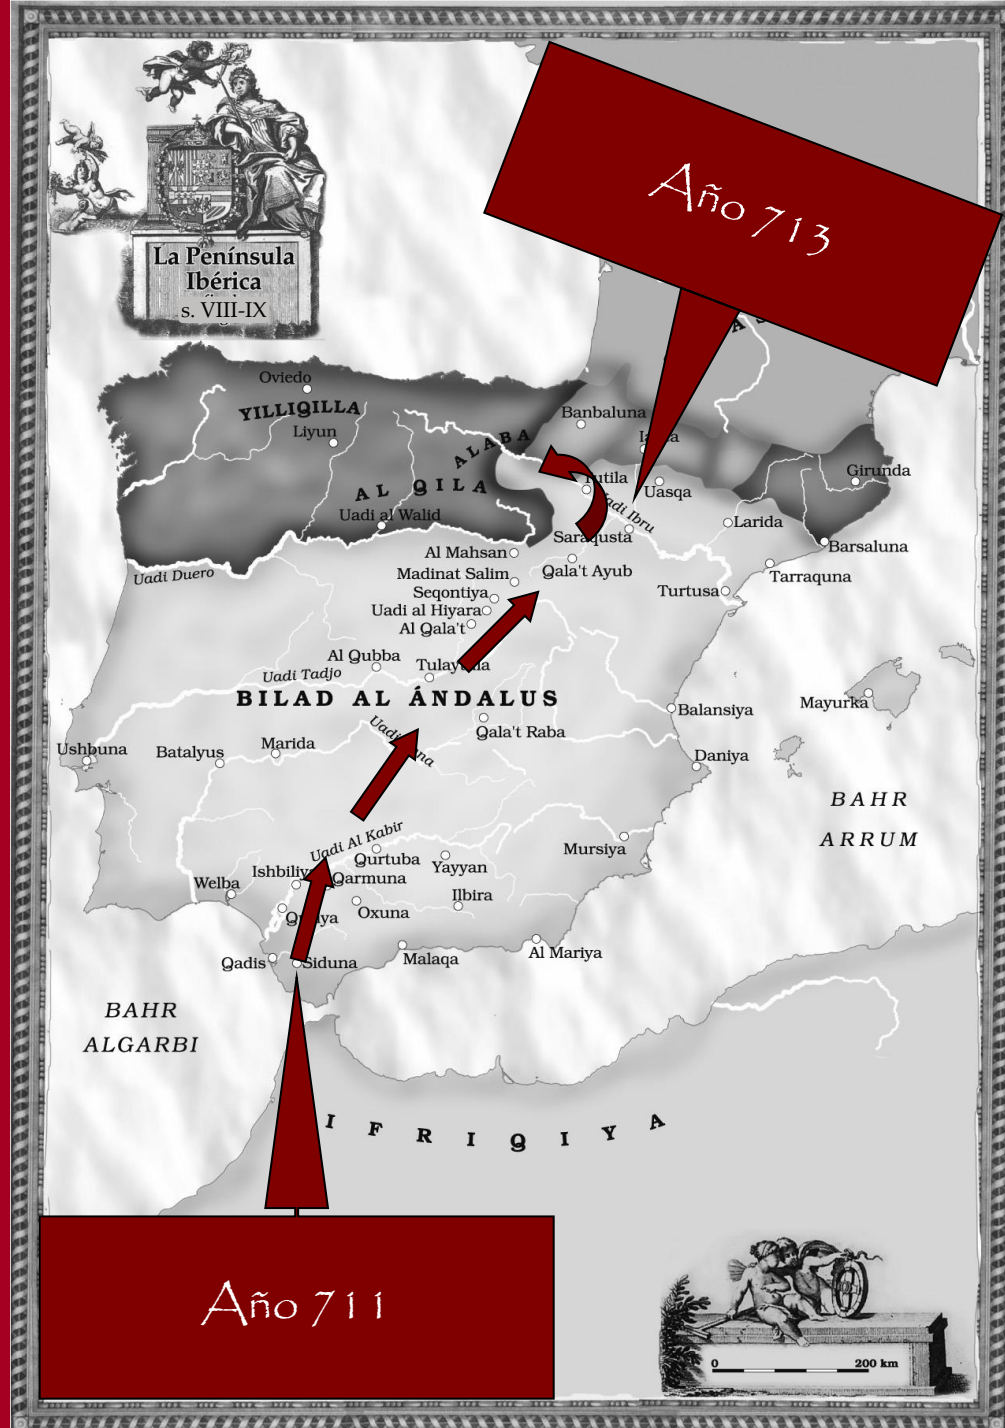 Año 713
La Península
Ibérica
s. VIII-IX
Oviedo
YILLIQILLA
Liyun
ALABA
Banbaluna
AL QILA
Uadi al Walid
Uasqa
Girunda
Larida
Barsaluna
Saraqusta
Al Mahsan
Qala't Ayub
Tarraquna
Uadi Duero
Madinat Salim
Seqontiya
Turtusa
Uadi al Hiyara
Al Qala't
Al Qubba
Uadi Tadjo
BILAD AL ÁNDALUS
Mayurka
Balansiya
Qala't Raba
Ushbuna
Batalyus
Marida
Daniya
BAHR
ARRUM
Uadi Al Kabir
Mursiya
Qurtuba
Yayyan
Qarmuna
Welba
Ilbira
Oxuna
Qadis
Siduna
Malaqa
Al Mariya
BAHR
ALGARBI
IFRIQIYA
Año 711
0 200 km